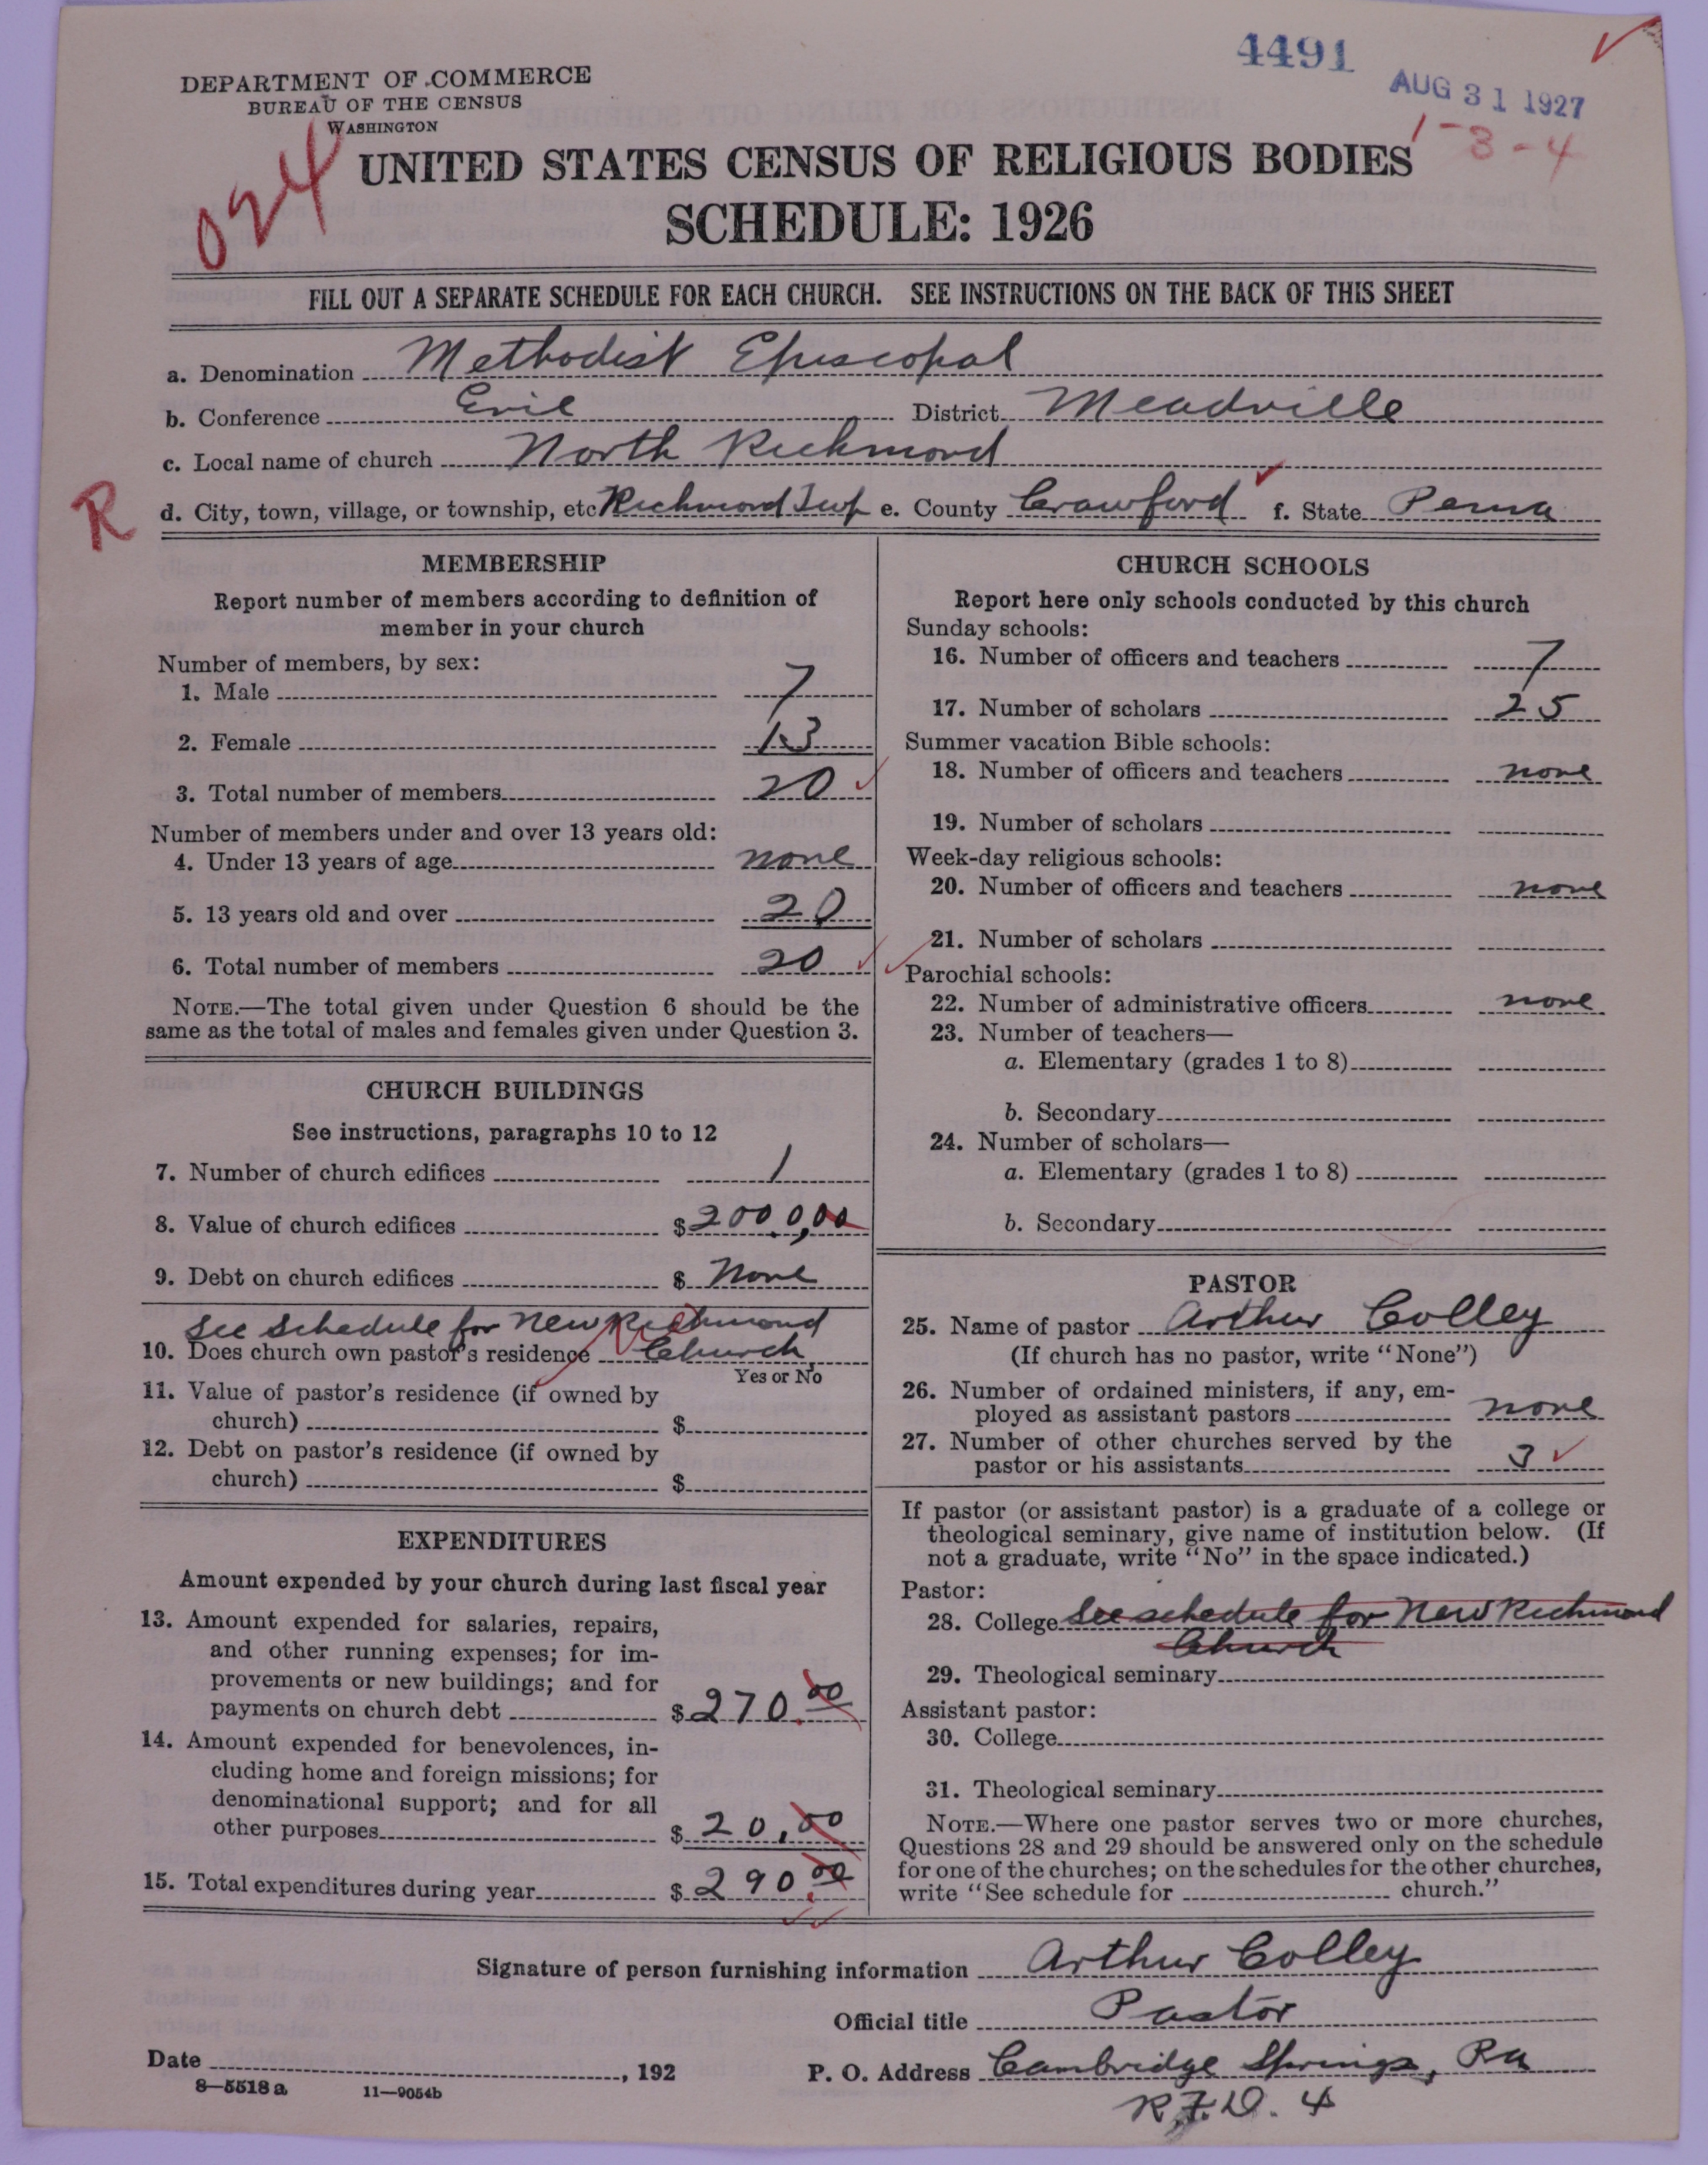 4491
AUG 31 1927
1-3-4
DEPARTMENT OF COMMERCE
BUREAU OF THE CENSUS
WASHINGTON
024
UNITED STATES CENSUS OF RELIGIOUS BODIES
SCHEDULE: 1926
FILL OUT A SEPARATE SCHEDULE FOR EACH CHURCH. SEE INSTRUCTIONS ON THE BACK OF THIS SHEET
a. Denomination Methodist Episcopal
b. Conference Erie District Meadville
c. Local name of church North Richmond
R
d. City, town, village, or township, etc Richmond Twp e. County Crawford f. State Penna
MEMBERSHIP
Report number of members according to definition of
member in your church
Number of members, by sex:
1. Male 7
2. Female 13
3. Total number of members 20
Number of members under and over 13 years old:
4. Under 13 years of age none
5. 13 years old and over 20
6. Total number of members 20
NOTE.—The total given under Question 6 should be the
same as the total of males and females given under Question 3.
CHURCH BUILDINGS
See instructions, paragraphs 10 to 12
7. Number of church edifices 1
8. Value of church edifices $2000,00
9. Debt on church edifices $ None
See Schedule for New Richmond
10. Does church own pastor's residence Church
Yes or No
11. Value of pastor's residence (if owned by
church) $
12. Debt on pastor's residence (if owned by
church) $
EXPENDITURES
Amount expended by your church during last fiscal year
13. Amount expended for salaries, repairs,
and other running expenses; for im-
provements or new buildings; and for
payments on church debt $270.00
14. Amount expended for benevolences, in-
cluding home and foreign missions; for
denominational support; and for all
other purposes $20.00
15. Total expenditures during year $290.00
CHURCH SCHOOLS
Report here only schools conducted by this church
Sunday schools:
16. Number of officers and teachers 7
17. Number of scholars 25
Summer vacation Bible schools:
18. Number of officers and teachers none
19. Number of scholars
Week-day religious schools:
20. Number of officers and teachers none
21. Number of scholars
Parochial schools:
22. Number of administrative officers none
23. Number of teachers—
a. Elementary (grades 1 to 8)
b. Secondary
24. Number of scholars—
a. Elementary (grades 1 to 8)
b. Secondary
PASTOR
25. Name of pastor Arthur Colley
(If church has no pastor, write "None")
26. Number of ordained ministers, if any, em-
ployed as assistant pastors none
27. Number of other churches served by the
pastor or his assistants 3
If pastor (or assistant pastor) is a graduate of a college or
theological seminary, give name of institution below. (If
not a graduate, write "No" in the space indicated.)
Pastor:
28. College See schedule for New Richmond
Church
29. Theological seminary
Assistant pastor:
30. College
31. Theological seminary
NOTE.—Where one pastor serves two or more churches,
Questions 28 and 29 should be answered only on the schedule
for one of the churches; on the schedules for the other churches,
write "See schedule for church."
Signature of person furnishing information Arthur Colley
Official title Pastor
Date , 192 P. O. Address Cambridge Springs, Pa
8—5518 a 11—9054b
R.F.D. 4